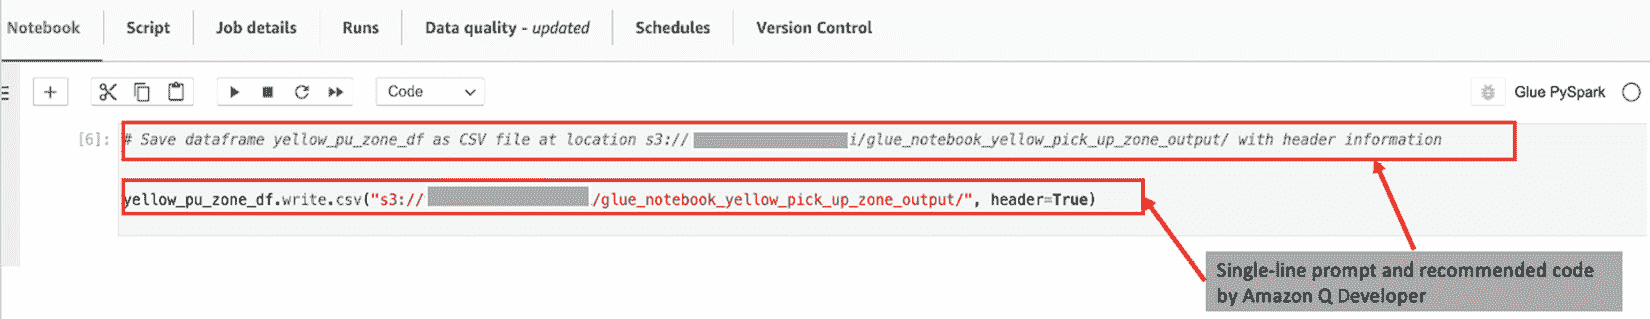 Notebook Script Job details Runs Data quality - updated Schedules Version Control
Code Glue PySpark
[6]: # Save dataframe yellow_pu_zone_df as CSV file at location s3:// i/glue_notebook_yellow_pick_up_zone_output/ with header information
yellow_pu_zone_df.write.csv("s3:// /glue_notebook_yellow_pick_up_zone_output/", header=True)
Single-line prompt and recommended code
by Amazon Q Developer